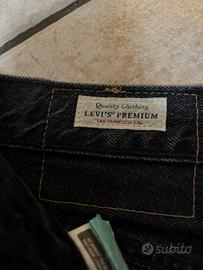 Quality Clothing
LEVI'S® PREMIUM
SAN FRANCISCO, CAL
subito